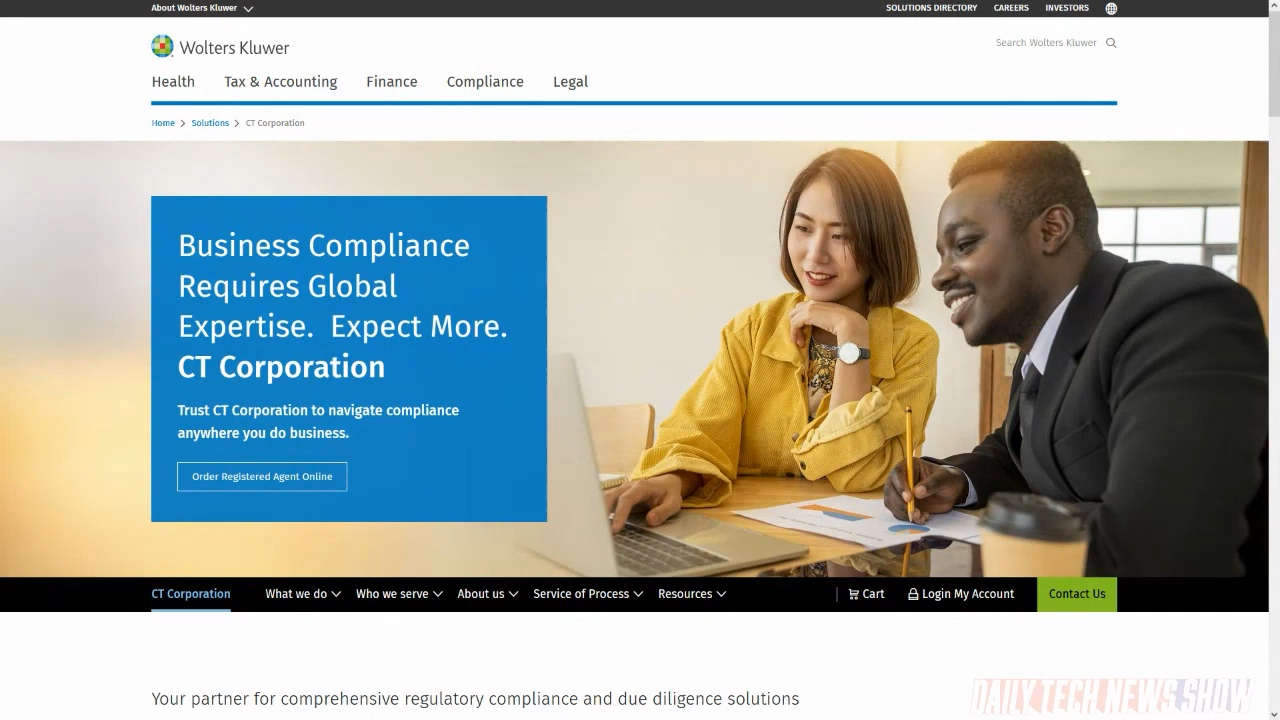 About Wolters Kluwer
SOLUTIONS DIRECTORY CAREERS INVESTORS
Wolters Kluwer
Search Wolters Kluwer
Health Tax & Accounting Finance Compliance Legal
Home Solutions CT Corporation
Business Compliance
Requires Global
Expertise. Expect More.
CT Corporation
Trust CT Corporation to navigate compliance
anywhere you do business.
Order Registered Agent Online
CT Corporation What we do Who we serve About us Service of Process Resources Cart Login My Account Contact Us
Your partner for comprehensive regulatory compliance and due diligence solutions
DAILY TECH NEWS SHOW